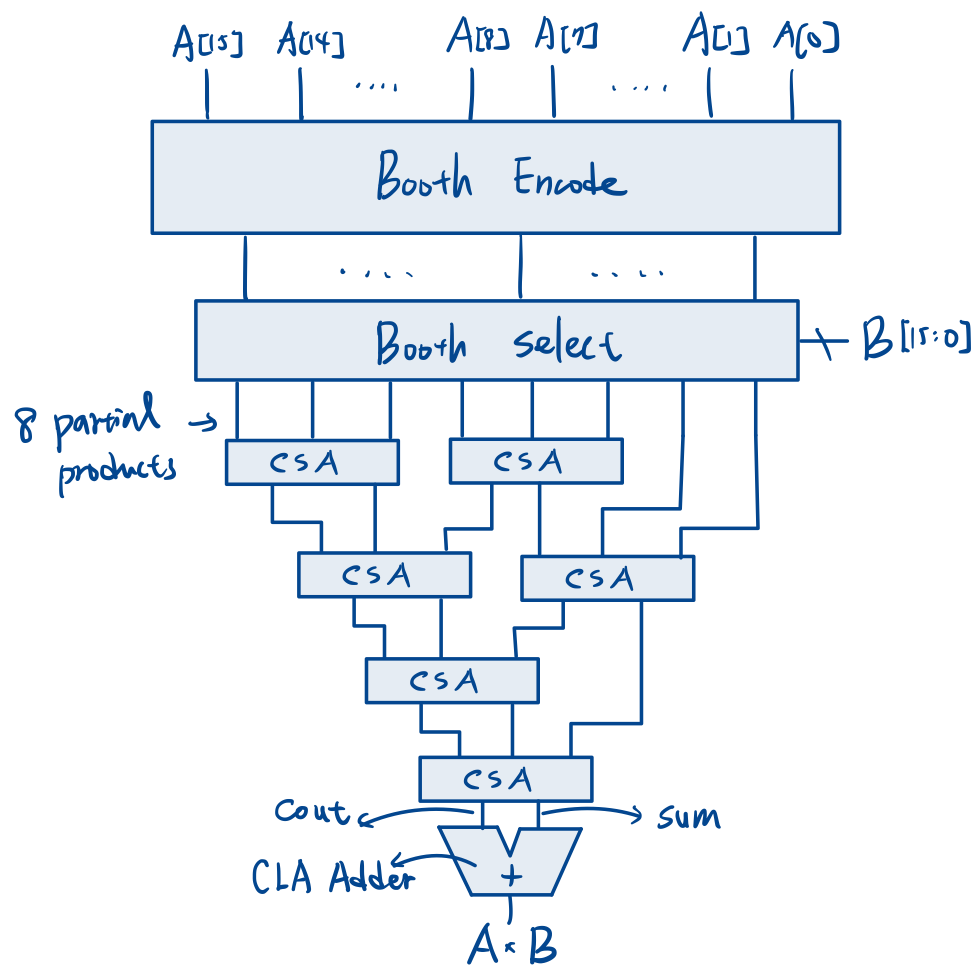 A[15] A[14] .... A[8] A[7] .... A[1] A[0]
Booth Encode
.... ....
Booth Select
B[15:0]
8 partial
products
CSA CSA
CSA CSA
CSA
CSA
Cout
sum
CLA Adder
+
A × B